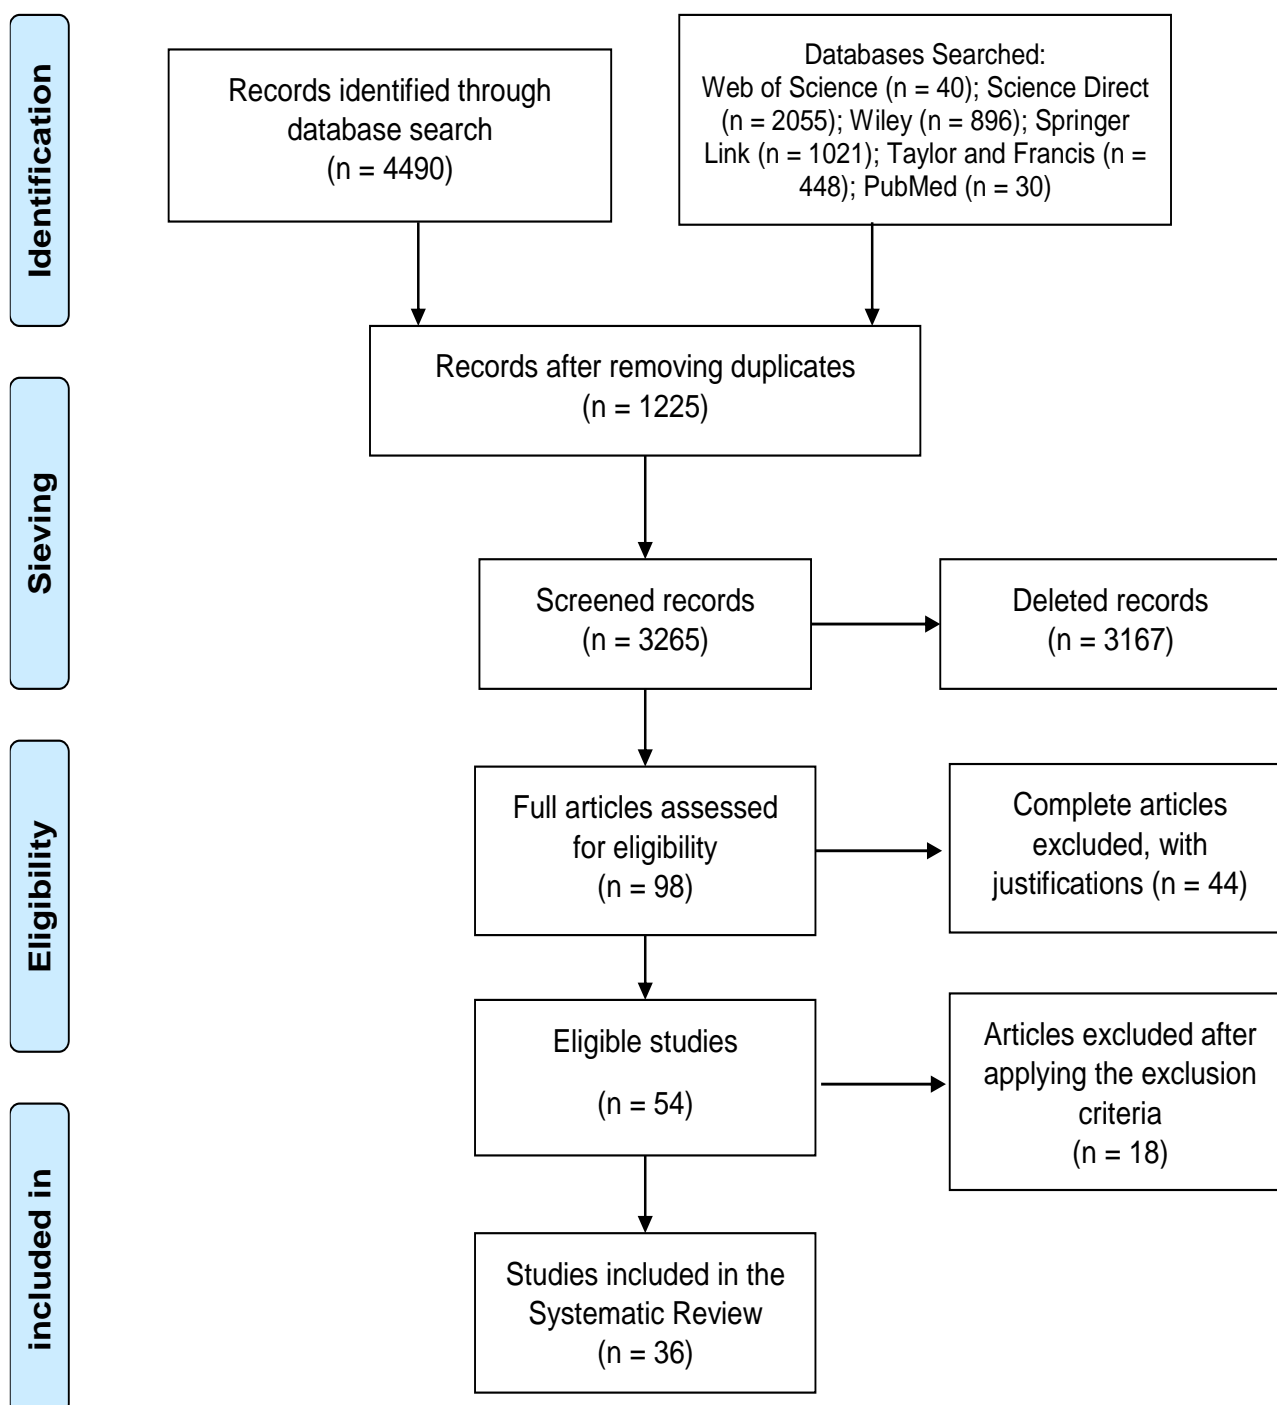 Identification
Records identified through
database search
(n = 4490)
Databases Searched:
Web of Science (n = 40); Science Direct
(n = 2055); Wiley (n = 896); Springer
Link (n = 1021); Taylor and Francis (n =
448); PubMed (n = 30)
Records after removing duplicates
(n = 1225)
Sieving
Screened records
(n = 3265)
Deleted records
(n = 3167)
Eligibility
Full articles assessed
for eligibility
(n = 98)
Complete articles
excluded, with
justifications (n = 44)
Eligible studies
(n = 54)
Articles excluded after
applying the exclusion
criteria
(n = 18)
included in
Studies included in the
Systematic Review
(n = 36)